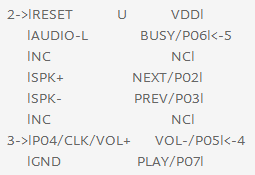 2->|RESET U VDD|
|AUDIO-L BUSY/P06|<-5
|NC NC|
|SPK+ NEXT/P02|
|SPK- PREV/P03|
|NC NC|
3->|P04/CLK/VOL+ VOL-/P05|<-4
|GND PLAY/P07|